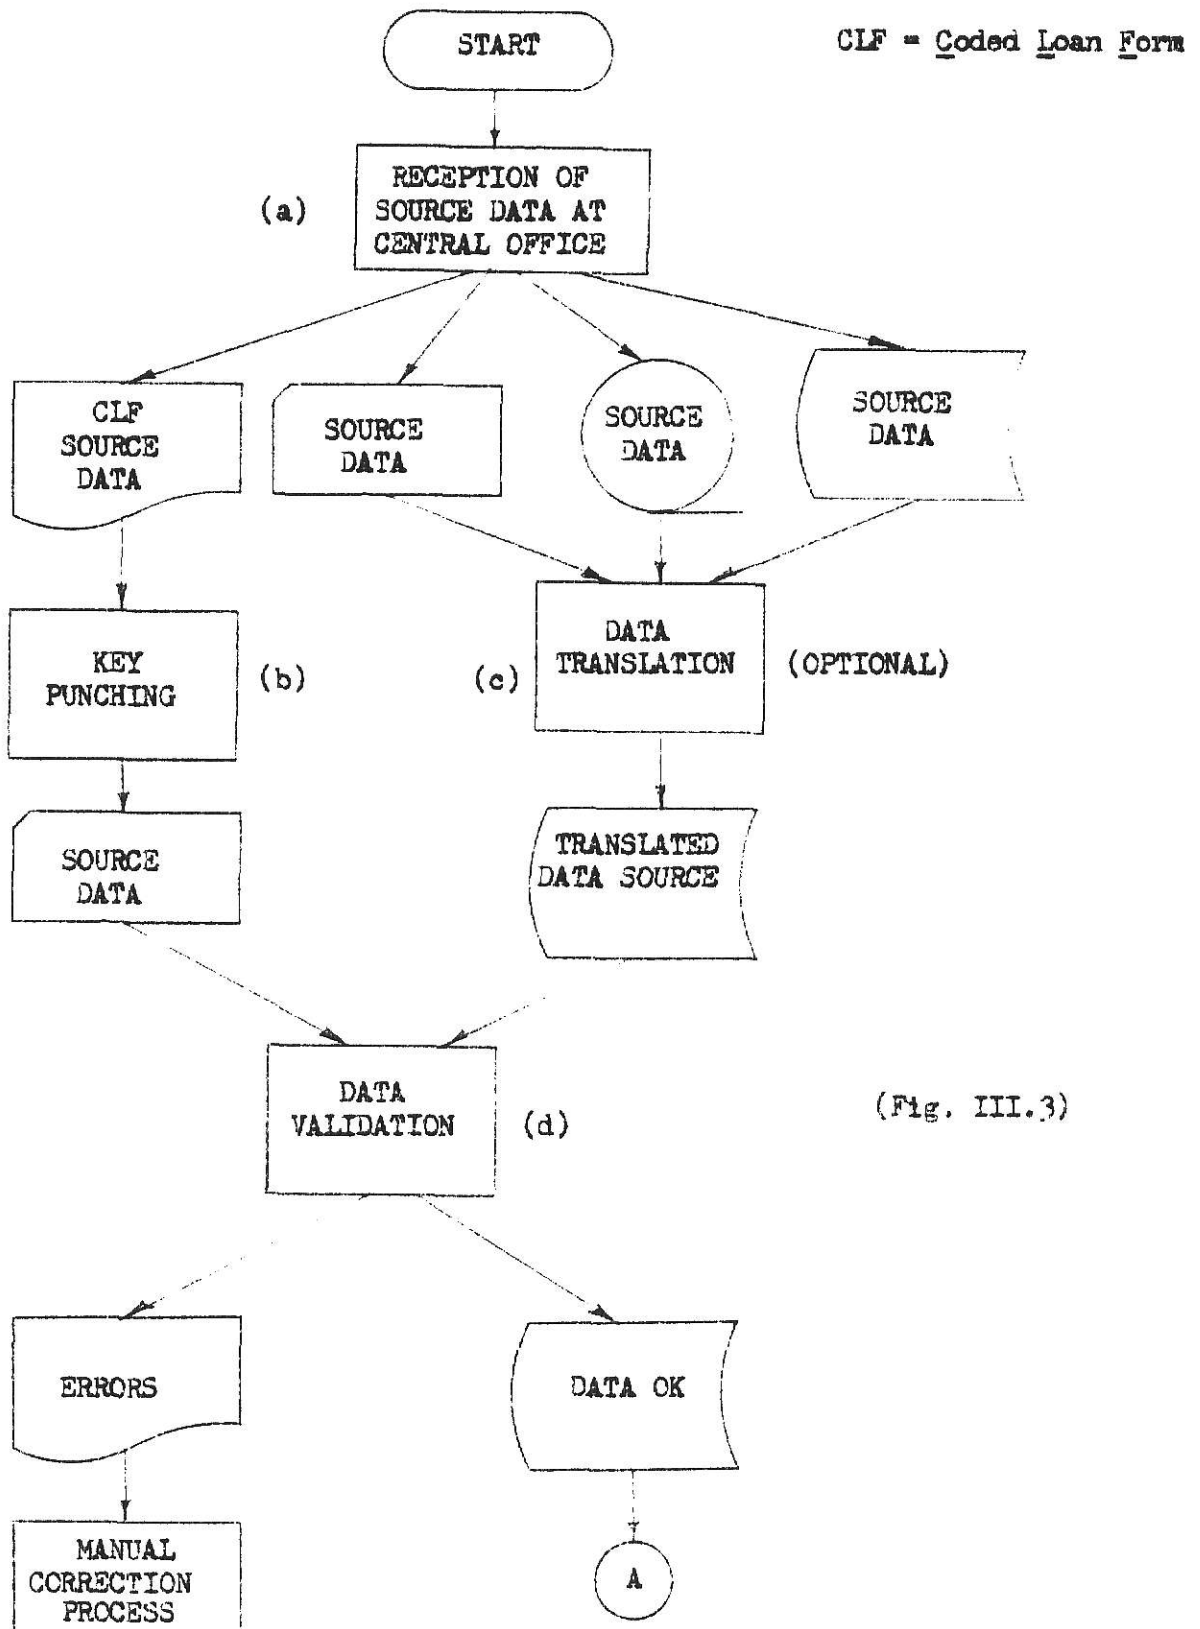 START
CLF = Coded Loan Form
RECEPTION OF
SOURCE DATA AT
CENTRAL OFFICE
(a)
CLF
SOURCE
DATA
SOURCE
DATA
SOURCE
DATA
SOURCE
DATA
KEY
PUNCHING
(b)
(c)
DATA
TRANSLATION
(OPTIONAL)
SOURCE
DATA
TRANSLATED
DATA SOURCE
DATA
VALIDATION
(d)
(Fig. III.3)
ERRORS
DATA OK
MANUAL
CORRECTION
PROCESS
A